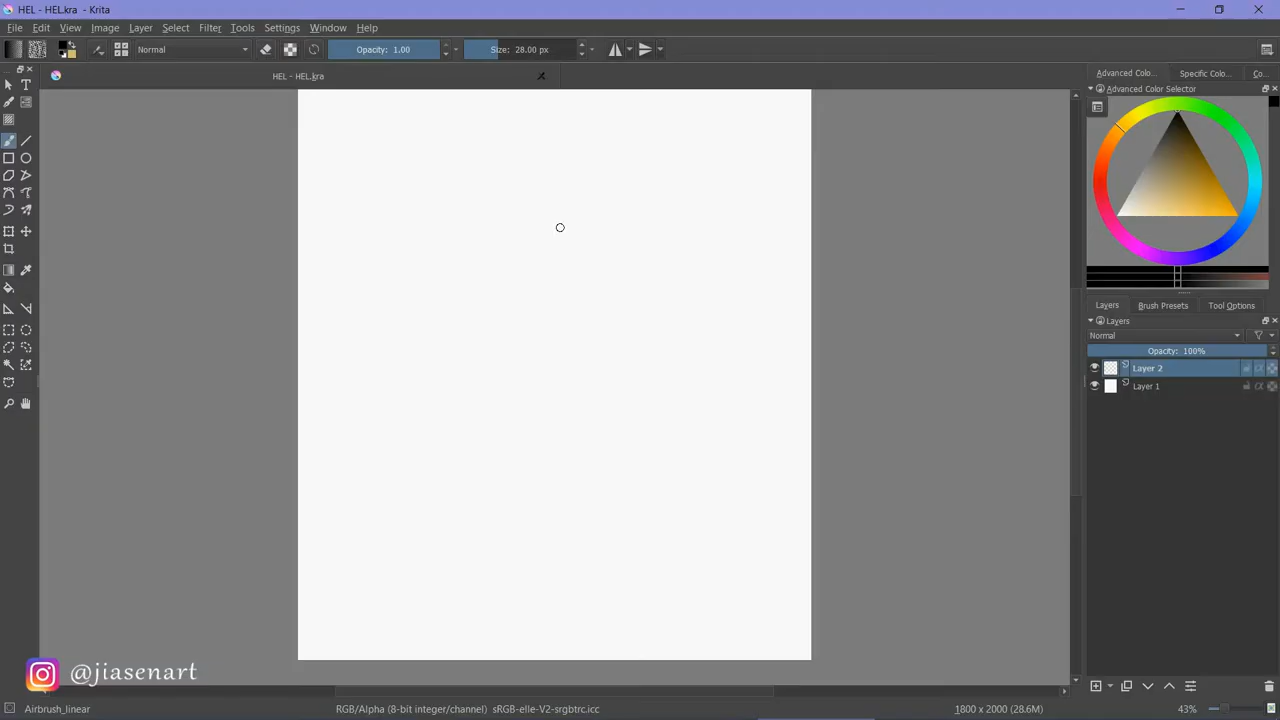 HEL - HEL.kra - Krita
File Edit View Image Layer Select Filter Tools Settings Window Help
Normal Opacity: 1.00 Size: 28.00 px
HEL - HEL.kra
Advanced Colo... Specific Colo... Co...
Advanced Color Selector
Layers Brush Presets Tool Options
Layers
Normal
Opacity: 100%
Layer 2
Layer 1
@jiasenart
Airbrush_linear RGB/Alpha (8-bit integer/channel) sRGB-elle-V2-srgbtrc.icc 1800 x 2000 (28.6M) 43%